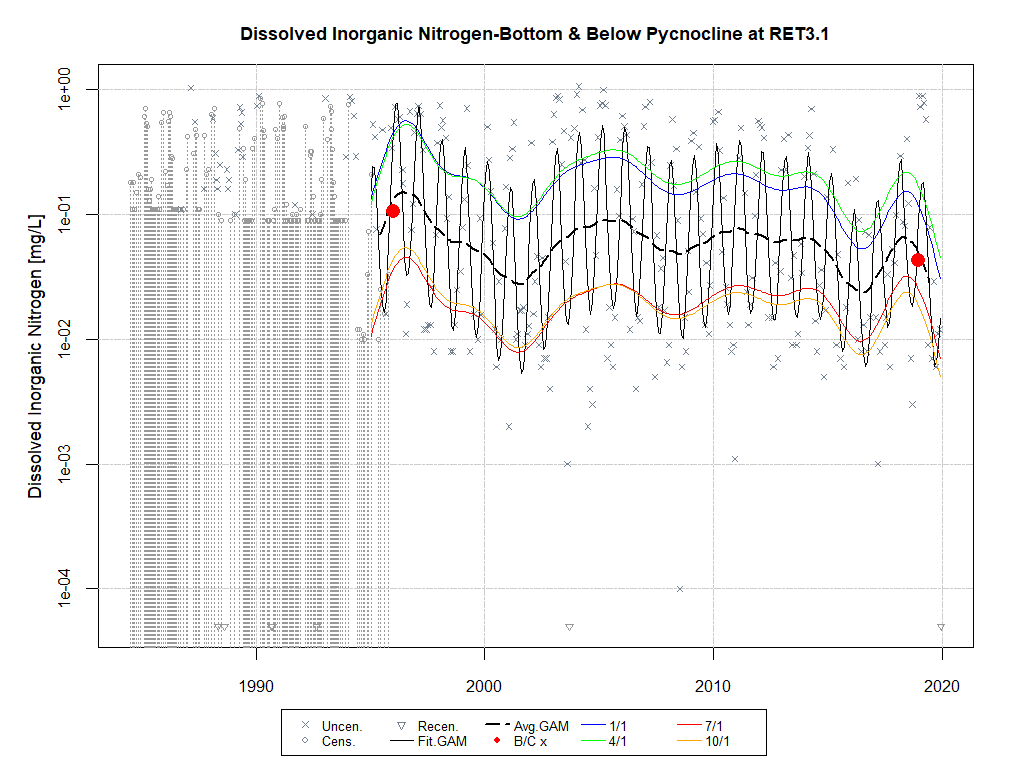 Dissolved Inorganic Nitrogen-Bottom & Below Pycnocline at RET3.1
Dissolved Inorganic Nitrogen [mg/L]
1e+00
1e-01
1e-02
1e-03
1e-04
1990 2000 2010 2020
Uncen. Recen. Avg.GAM 1/1 7/1
Cens. Fit.GAM B/C x 4/1 10/1